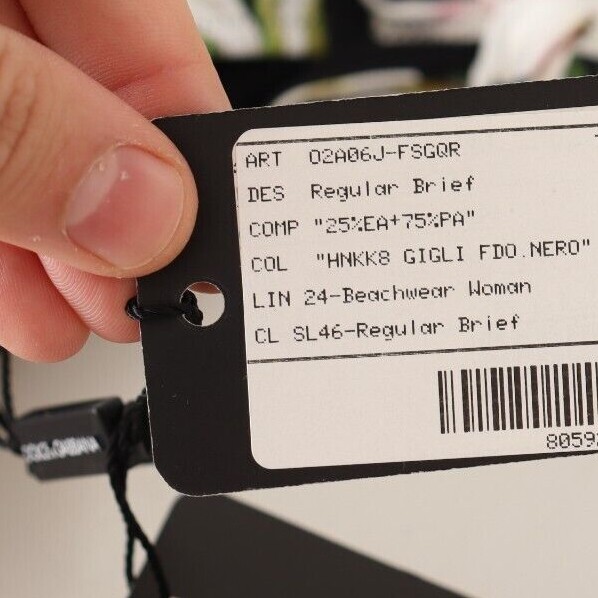 ART 02A06J-FSGQR
DES Regular Brief
COMP "25%EA+75%PA"
COL "HNKK8 GIGLI FDO.NERO"
LIN 24-Beachwear Woman
CL SL46-Regular Brief
8059
DOLCE&GABBANA